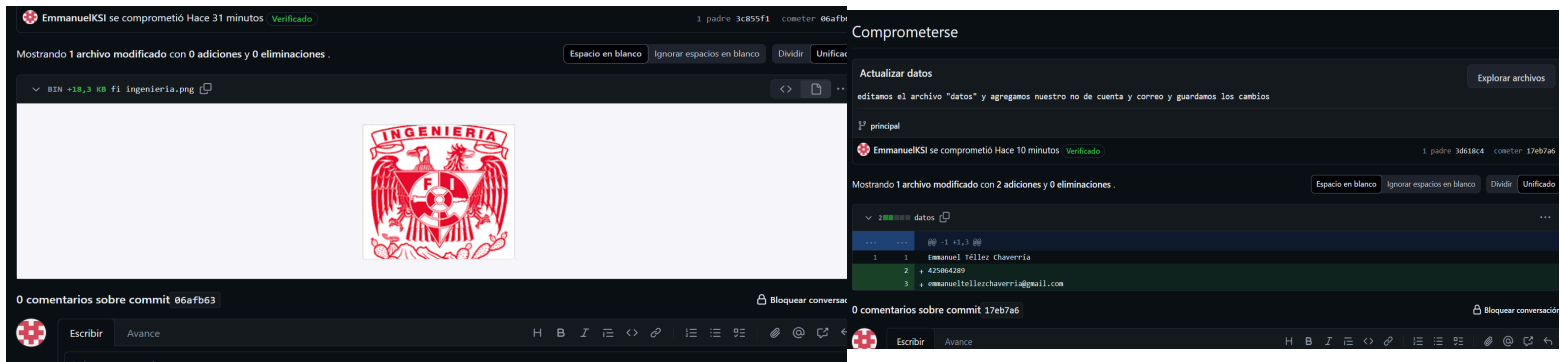 EmmanuelKSI se comprometió Hace 31 minutos Verificado
1 padre 3c855f1 cometer
Mostrando 1 archivo modificado con 0 adiciones y 0 eliminaciones .
Espacio en blanco Ignorar espacios en blanco Dividir
BIN +18,3 KB fi ingenieria.png
INGENIERIA
F I
0 comentarios sobre commit 06afb63
Bloquear
Escribir Avance
Comprometerse
Actualizar datos
Explorar archivos
editamos el archivo "datos" y agregamos nuestro no de cuenta y correo y guardamos los cambios
principal
EmmanuelKSI se comprometió Hace 10 minutos Verificado
1 padre 3d618c4 cometer 17eb7a6
Mostrando 1 archivo modificado con 2 adiciones y 0 eliminaciones .
Espacio en blanco Ignorar espacios en blanco Dividir Unificado
2 datos
@@ -1 +1,3 @@
1 1 Emmanuel Téllez Chaverría
2 + 425064289
3 + emmanueltellezchaverria@gmail.com
0 comentarios sobre commit 17eb7a6
Bloquear conversación
Escribir Avance